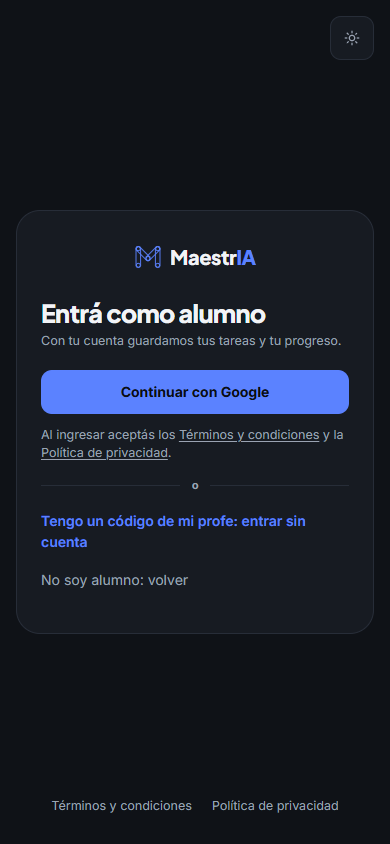 MaestrIA
Entrá como alumno
Con tu cuenta guardamos tus tareas y tu progreso.
Continuar con Google
Al ingresar aceptás los Términos y condiciones y la
Política de privacidad.
o
Tengo un código de mi profe: entrar sin
cuenta
No soy alumno: volver
Términos y condiciones Política de privacidad